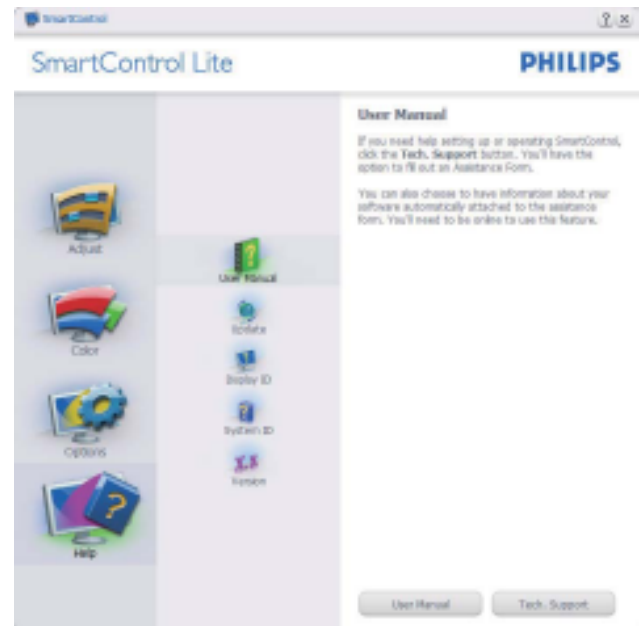 SmartControl
? ×
SmartControl Lite
PHILIPS
User Manual
If you need help setting up or operating SmartControl,
click the Tech. Support button. You'll have the
option to fill out an Assistance Form.
You can also choose to have information about your
software automatically attached to the assistance
form. You'll need to be online to use this feature.
Adjust
Color
Options
Help
User Manual
Update
Display ID
System ID
X.X
Version
User Manual
Tech. Support